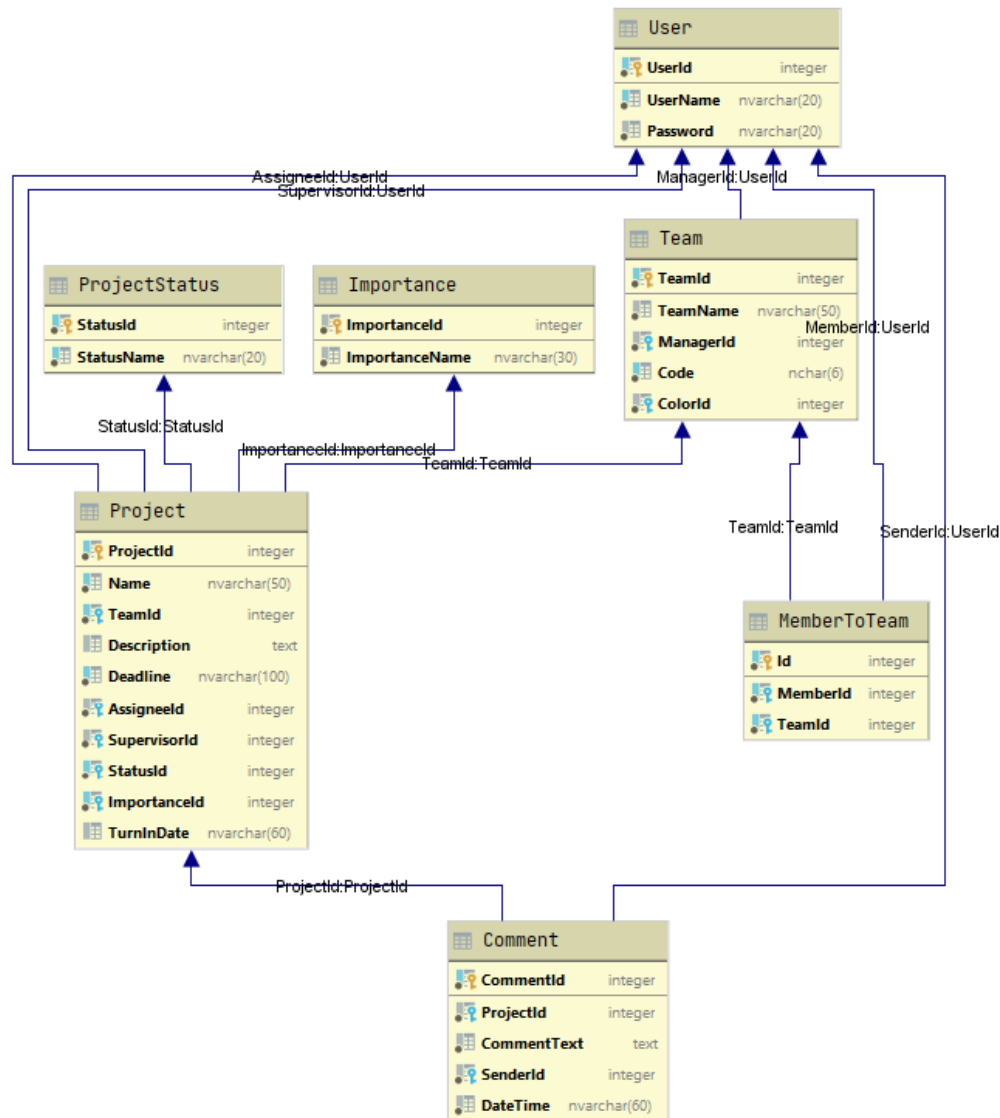 User
UserId integer
UserName nvarchar(20)
Password nvarchar(20)
AssigneeId:UserId
SupervisorId:UserId
ManagerId:UserId
Team
TeamId integer
TeamName nvarchar(50)
ManagerId integer
Code nchar(6)
ColorId integer
MemberId:UserId
ProjectStatus
StatusId integer
StatusName nvarchar(20)
Importance
ImportanceId integer
ImportanceName nvarchar(30)
StatusId:StatusId
ImportanceId:ImportanceId
TeamId:TeamId
TeamId:TeamId
SenderId:UserId
Project
ProjectId integer
Name nvarchar(50)
TeamId integer
Description text
Deadline nvarchar(100)
AssigneeId integer
SupervisorId integer
StatusId integer
ImportanceId integer
TurnInDate nvarchar(60)
MemberToTeam
Id integer
MemberId integer
TeamId integer
ProjectId:ProjectId
Comment
CommentId integer
ProjectId integer
CommentText text
SenderId integer
DateTime nvarchar(60)